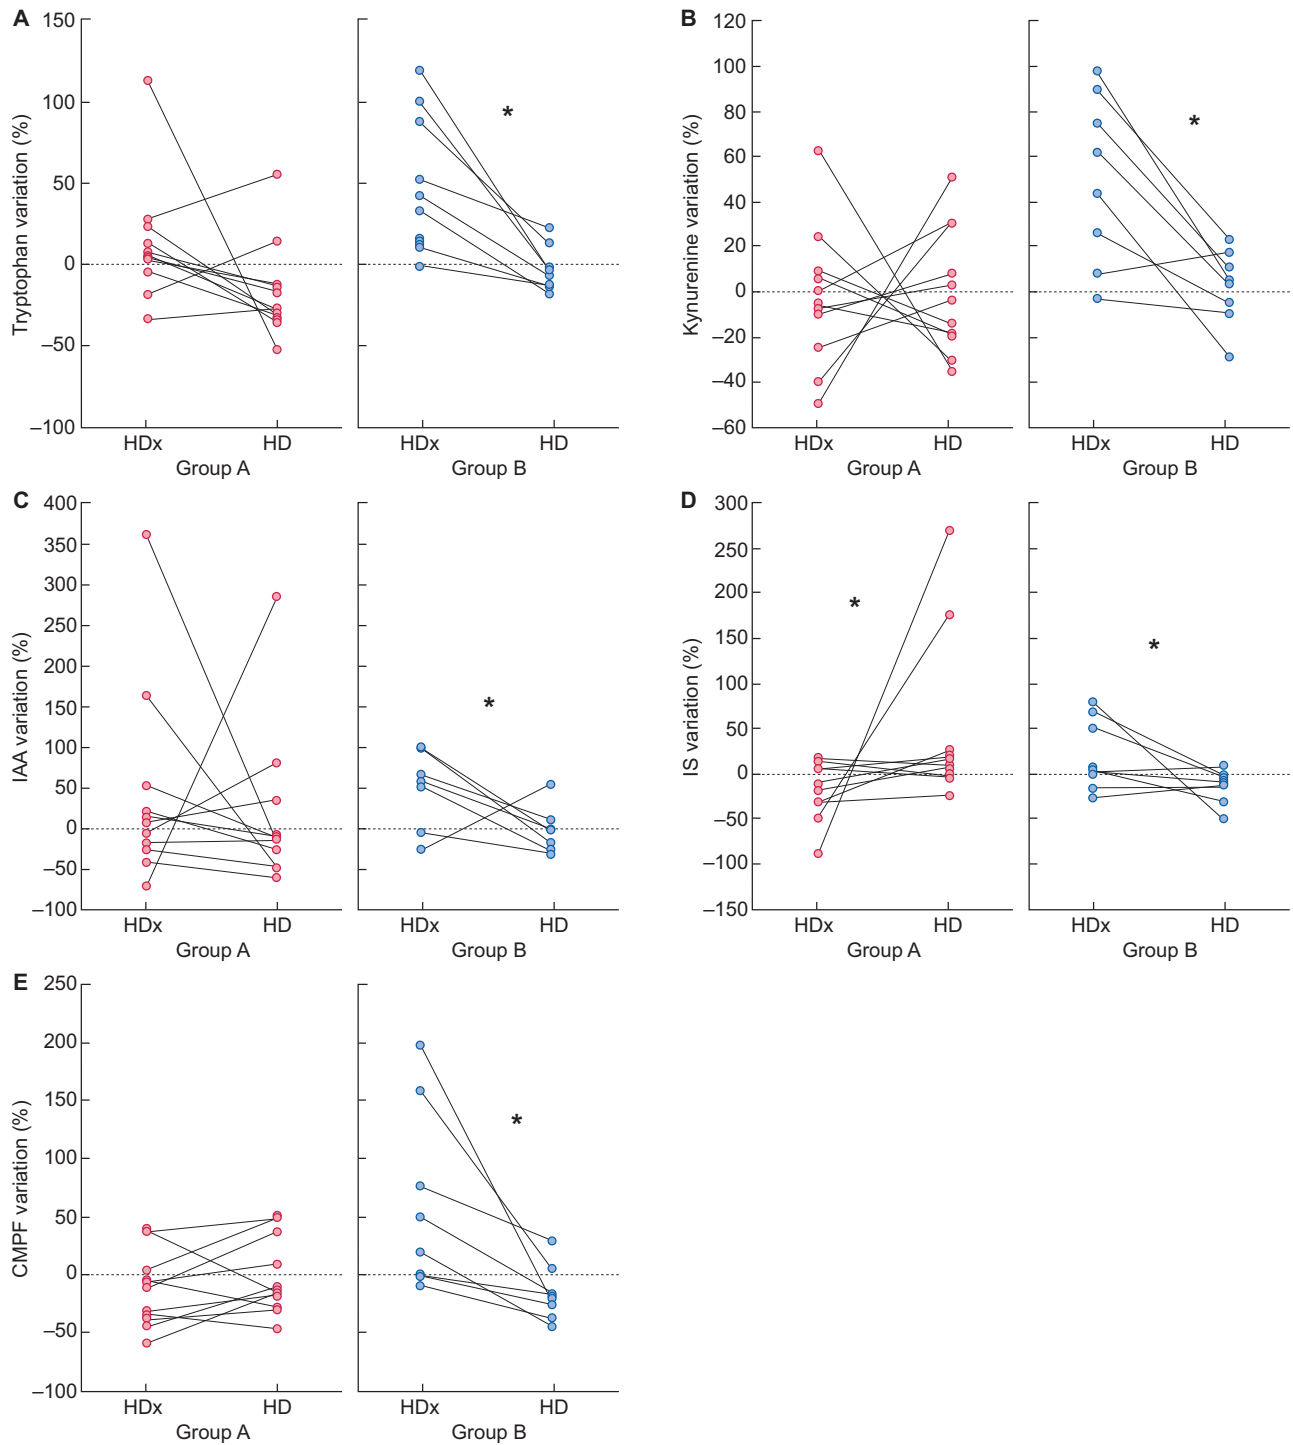 A
Tryptophan variation (%)
150
100
50
0
–50
–100
HDx
HD
Group A
*
HDx
HD
Group B
B
Kynurenine variation (%)
120
100
80
60
40
20
0
–20
–40
–60
HDx
HD
Group A
*
HDx
HD
Group B
C
IAA variation (%)
400
350
300
250
200
150
100
50
0
–50
–100
HDx
HD
Group A
*
HDx
HD
Group B
D
IS variation (%)
300
250
200
150
100
50
0
–50
–100
–150
*
HDx
HD
Group A
*
HDx
HD
Group B
E
CMPF variation (%)
250
200
150
100
50
0
–50
–100
HDx
HD
Group A
*
HDx
HD
Group B